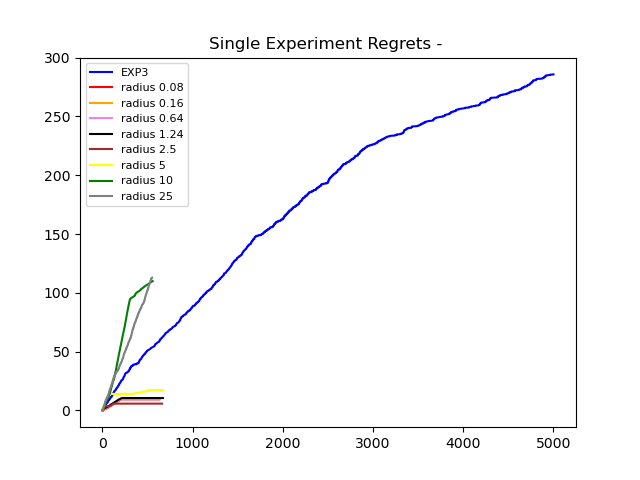 Single Experiment Regrets -
300
250
200
150
100
50
0
EXP3
radius 0.08
radius 0.16
radius 0.64
radius 1.24
radius 2.5
radius 5
radius 10
radius 25
0 1000 2000 3000 4000 5000